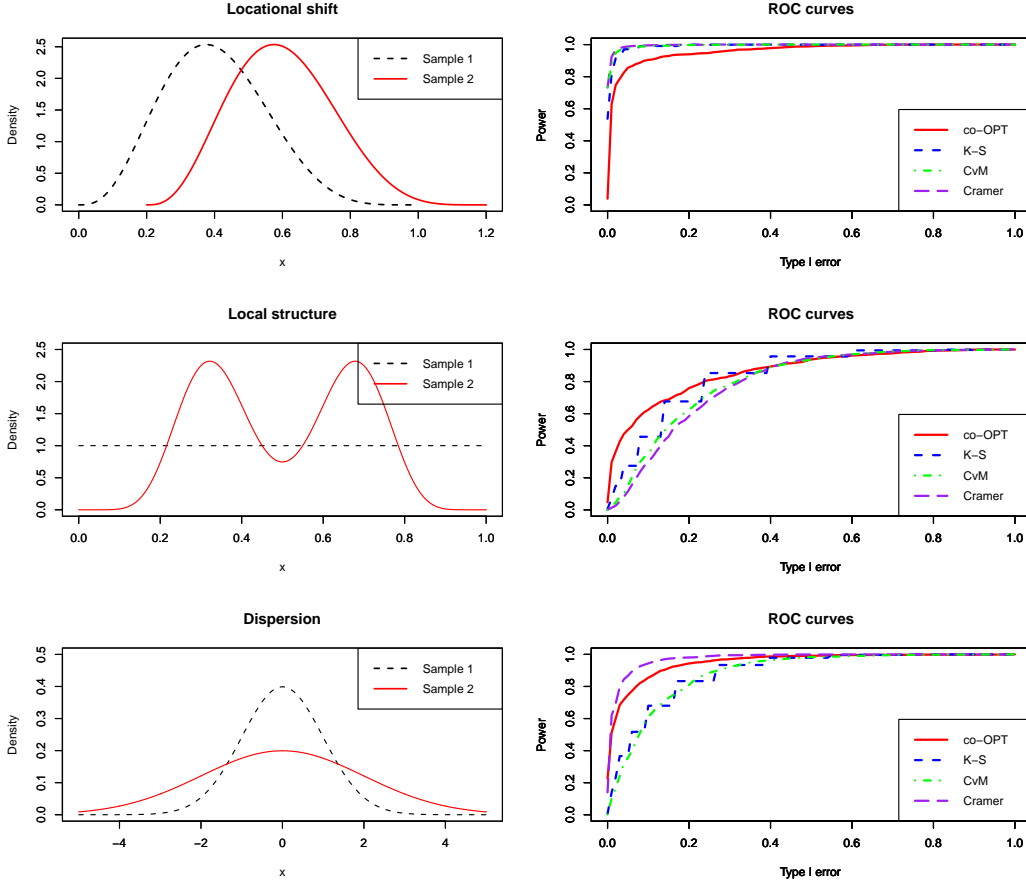 Locational shift
Density
0.0 0.5 1.0 1.5 2.0 2.5
Sample 1
Sample 2
0.0 0.2 0.4 0.6 0.8 1.0 1.2
x
ROC curves
Power
0.0 0.2 0.4 0.6 0.8 1.0
co−OPT
K−S
CvM
Cramer
0.0 0.2 0.4 0.6 0.8 1.0
Type I error
Local structure
Density
0.0 0.5 1.0 1.5 2.0 2.5
Sample 1
Sample 2
0.0 0.2 0.4 0.6 0.8 1.0
x
ROC curves
Power
0.0 0.2 0.4 0.6 0.8 1.0
co−OPT
K−S
CvM
Cramer
0.0 0.2 0.4 0.6 0.8 1.0
Type I error
Dispersion
Density
0.0 0.1 0.2 0.3 0.4 0.5
Sample 1
Sample 2
−4 −2 0 2 4
x
ROC curves
Power
0.0 0.2 0.4 0.6 0.8 1.0
co−OPT
K−S
CvM
Cramer
0.0 0.2 0.4 0.6 0.8 1.0
Type I error